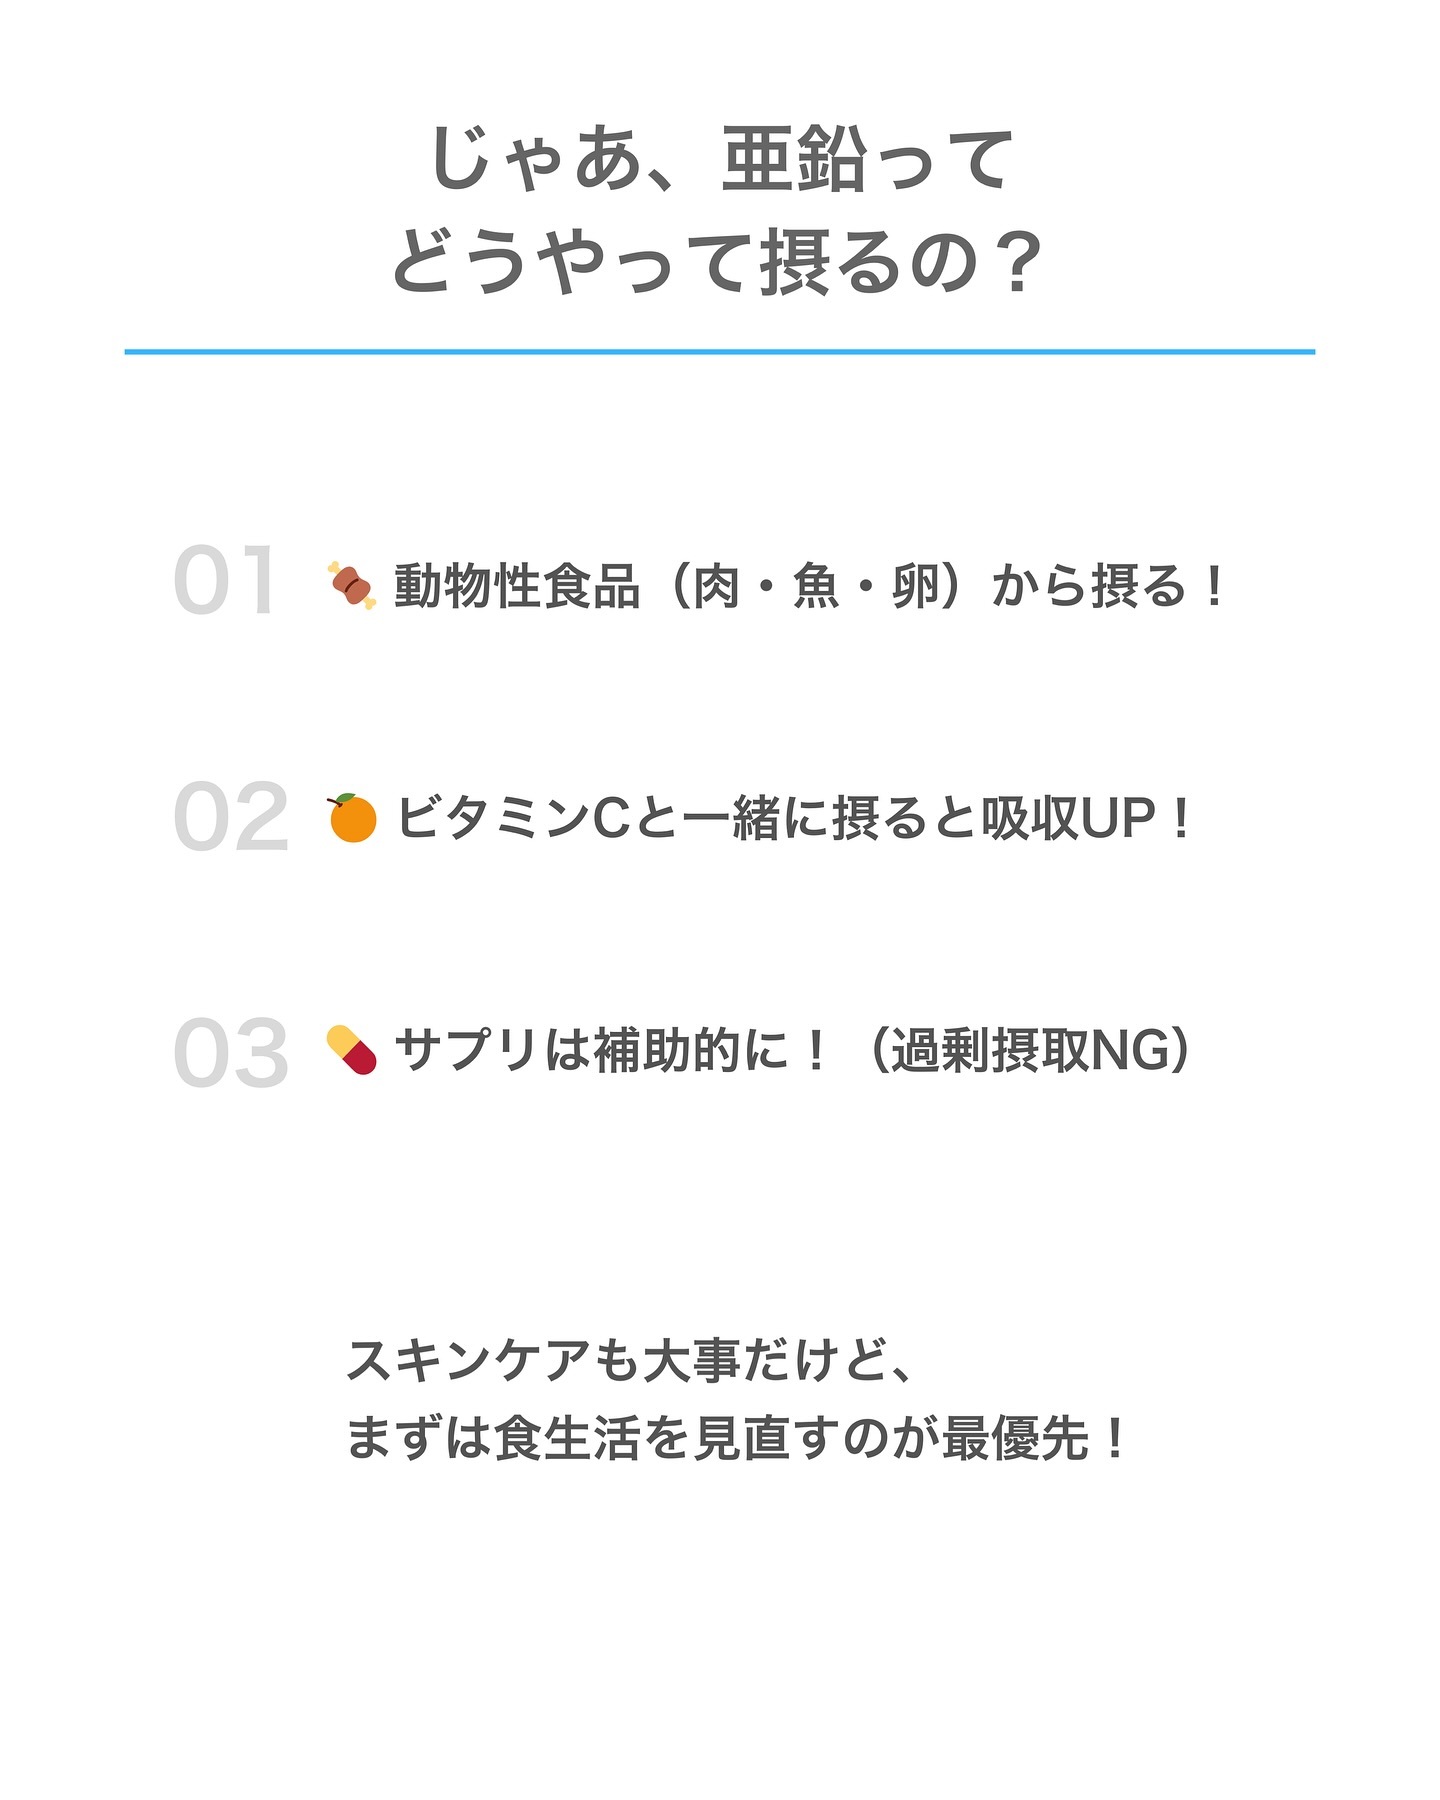 じゃあ、亜鉛って
どうやって摂るの？
01 🍖 動物性食品（肉・魚・卵）から摂る！
02 🍊 ビタミンCと一緒に摂ると吸収UP！
03 💊 サプリは補助的に！（過剰摂取NG）
スキンケアも大事だけど、
まずは食生活を見直すのが最優先！